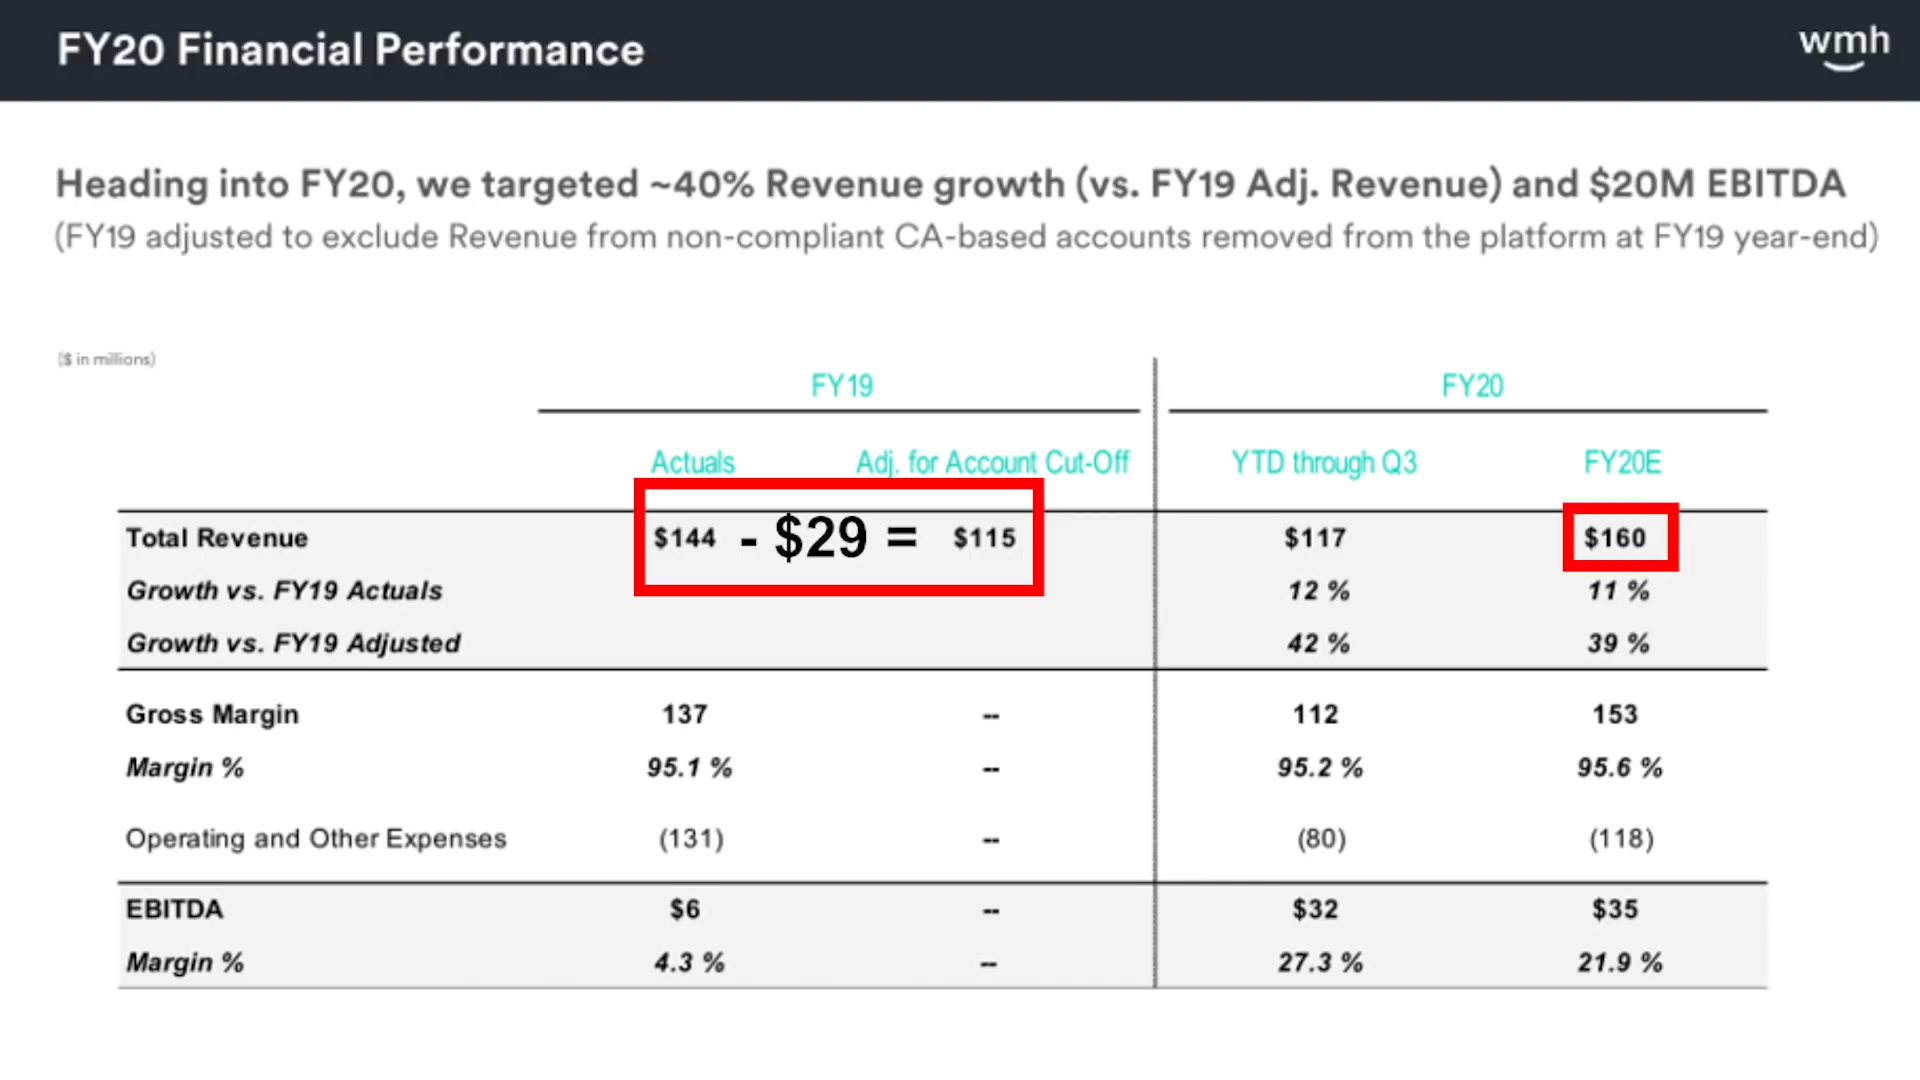 FY20 Financial Performance
wmh
Heading into FY20, we targeted ~40% Revenue growth (vs. FY19 Adj. Revenue) and $20M EBITDA
(FY19 adjusted to exclude Revenue from non-compliant CA-based accounts removed from the platform at FY19 year-end)
($ in millions)
FY19 FY20
Actuals Adj. for Account Cut-Off YTD through Q3 FY20E
Total Revenue $144 - $29 = $115 $117 $160
Growth vs. FY19 Actuals 12 % 11 %
Growth vs. FY19 Adjusted 42 % 39 %
Gross Margin 137 -- 112 153
Margin % 95.1 % -- 95.2 % 95.6 %
Operating and Other Expenses (131) -- (80) (118)
EBITDA $6 -- $32 $35
Margin % 4.3 % -- 27.3 % 21.9 %